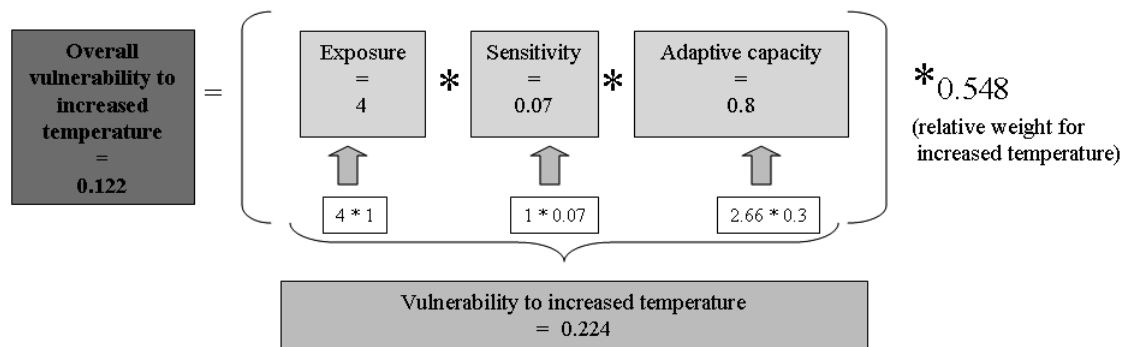 Overall
vulnerability to
increased
temperature
=
0.122
=
Exposure
=
4
*
Sensitivity
=
0.07
*
Adaptive capacity
=
0.8
*0.548
(relative weight for
increased temperature)
4 * 1
1 * 0.07
2.66 * 0.3
Vulnerability to increased temperature
= 0.224